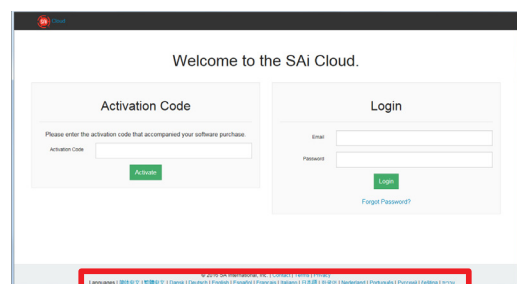 SAi Cloud
Welcome to the SAi Cloud.
Activation Code
Please enter the activation code that accompanied your software purchase.
Activation Code
Activate
Login
Email
Password
Login
Forgot Password?
© 2016 SA International, Inc. | Contact | Terms | Privacy
Languages | 简体中文 | 繁體中文 | Dansk | Deutsch | English | Español | Français | Italiano | 日本語 | 한국어 | Nederland | Português | Русский | čeština | עברית